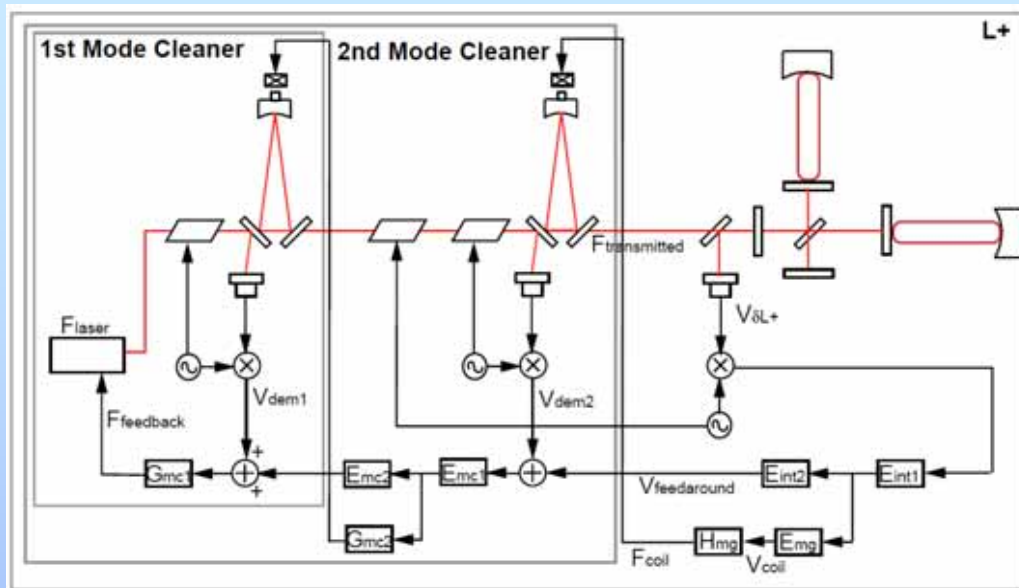 1st Mode Cleaner
2nd Mode Cleaner
L+
Ftransmitted
VδL+
Flaser
Vdem1
Vdem2
Ffeedback
Gmc1
+
+
Emc2
Emc1
Vfeedaround
Eint2
Eint1
Gmc2
Fcoil
Hmg
Vcoil
Emg